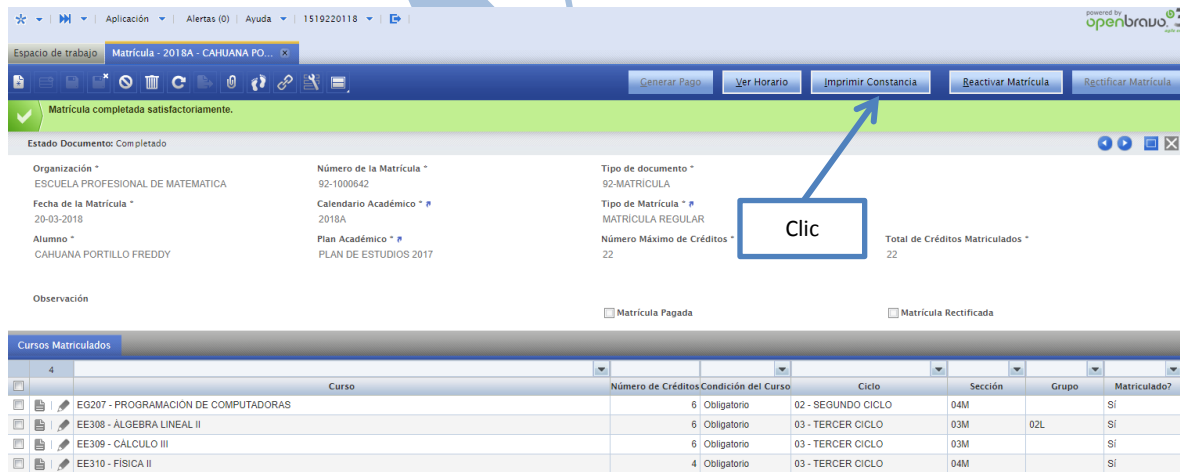 Aplicación Alertas (0) Ayuda 1519220118 powered by openbravo 3
Espacio de trabajo Matrícula - 2018A - CAHUANA PO...
Generar Pago Ver Horario Imprimir Constancia Reactivar Matrícula Rectificar Matrícula
Matrícula completada satisfactoriamente.
Estado Documento: Completado
Organización * Número de la Matrícula * Tipo de documento *
ESCUELA PROFESIONAL DE MATEMATICA 92-1000642 92-MATRÍCULA
Fecha de la Matrícula * Calendario Académico * Tipo de Matrícula *
20-03-2018 2018A MATRÍCULA REGULAR
Clic
Alumno * Plan Académico * Número Máximo de Créditos * Total de Créditos Matriculados *
CAHUANA PORTILLO FREDDY PLAN DE ESTUDIOS 2017 22 22
Observación
Matrícula Pagada Matrícula Rectificada
Cursos Matriculados
4
Curso Número de Créditos Condición del Curso Ciclo Sección Grupo Matriculado?
EG207 - PROGRAMACIÓN DE COMPUTADORAS 6 Obligatorio 02 - SEGUNDO CICLO 04M Sí
EE308 - ÁLGEBRA LINEAL II 6 Obligatorio 03 - TERCER CICLO 03M 02L Sí
EE309 - CÁLCULO III 6 Obligatorio 03 - TERCER CICLO 03M Sí
EE310 - FÍSICA II 4 Obligatorio 03 - TERCER CICLO 04M Sí